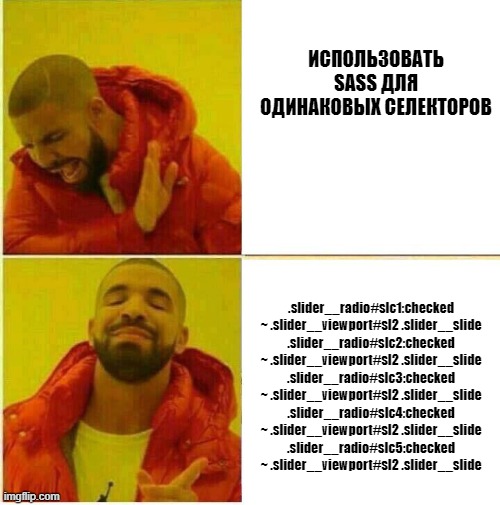 ИСПОЛЬЗОВАТЬ
SASS ДЛЯ
ОДИНАКОВЫХ СЕЛЕКТОРОВ
.slider__radio#slc1:checked
~ .slider__viewport#sl2 .slider__slide
.slider__radio#slc2:checked
~ .slider__viewport#sl2 .slider__slide
.slider__radio#slc3:checked
~ .slider__viewport#sl2 .slider__slide
.slider__radio#slc4:checked
~ .slider__viewport#sl2 .slider__slide
.slider__radio#slc5:checked
~ .slider__viewport#sl2 .slider__slide
imgflip.com